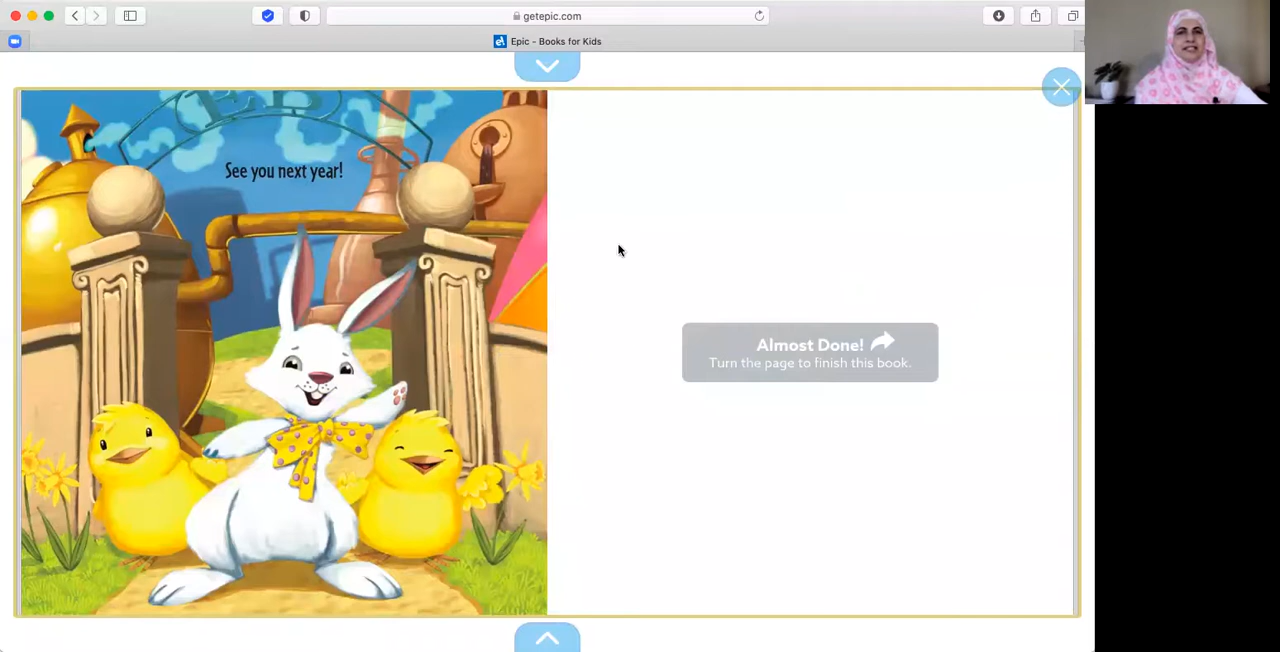 getepic.com
Epic - Books for Kids
EB
See you next year!
Almost Done!
Turn the page to finish this book.